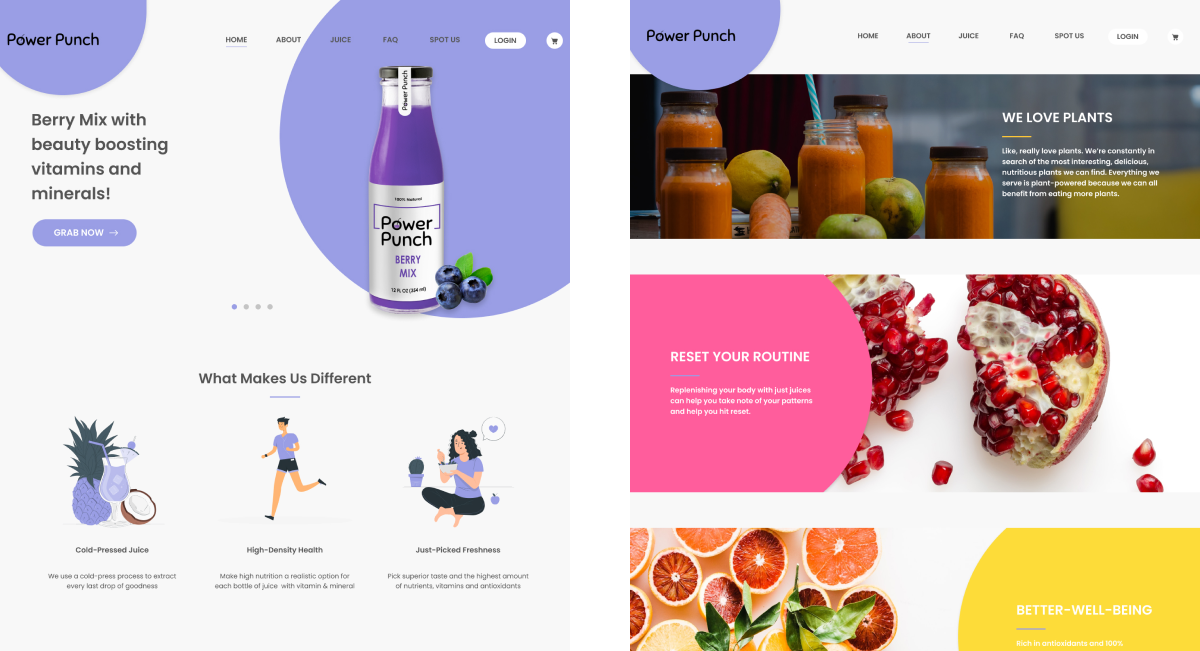 Power Punch
HOME ABOUT JUICE FAQ SPOT US LOGIN
Berry Mix with
beauty boosting
vitamins and
minerals!
GRAB NOW →
Power Punch
100% Natural
Power
Punch
BERRY
MIX
12 FL OZ (354 ml)
What Makes Us Different
Cold-Pressed Juice
We use a cold-press process to extract
every last drop of goodness
High-Density Health
Make high nutrition a realistic option for
each bottle of juice with vitamin & mineral
Just-Picked Freshness
Pick superior taste and the highest amount
of nutrients, vitamins and antioxidants
Power Punch
HOME ABOUT JUICE FAQ SPOT US LOGIN
WE LOVE PLANTS
Like, really love plants. We're constantly in
search of the most interesting, delicious,
nutritious plants we can find. Everything we
serve is plant-powered because we can all
benefit from eating more plants.
RESET YOUR ROUTINE
Replenishing your body with just juices
can help you take note of your patterns
and help you hit reset.
BETTER-WELL-BEING
Rich in antioxidants and 100%